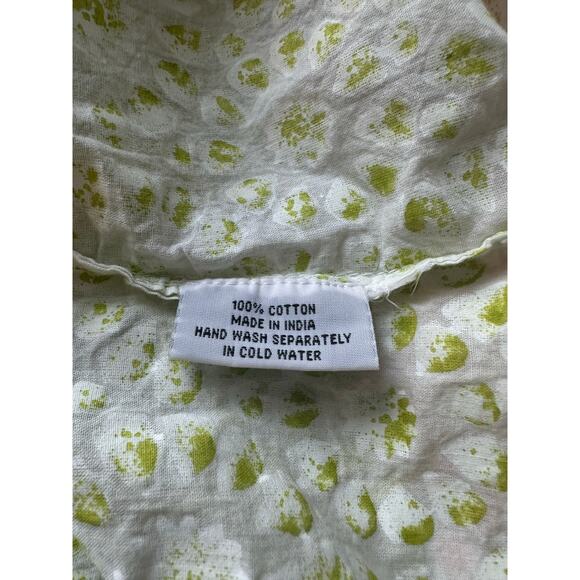 100% COTTON
MADE IN INDIA
HAND WASH SEPARATELY
IN COLD WATER